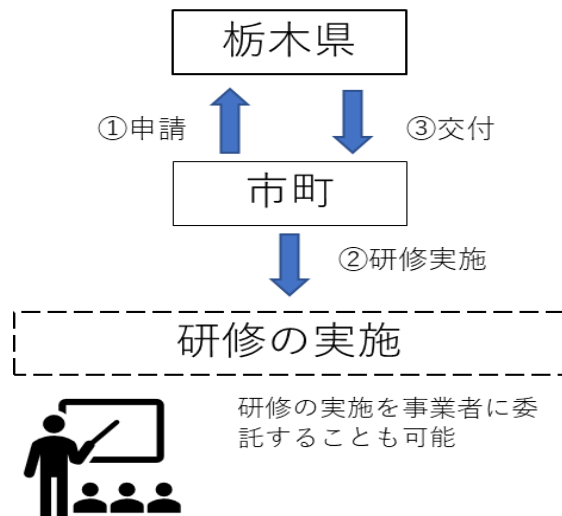 栃木県
①申請
③交付
市町
②研修実施
研修の実施
研修の実施を事業者に委
託することも可能